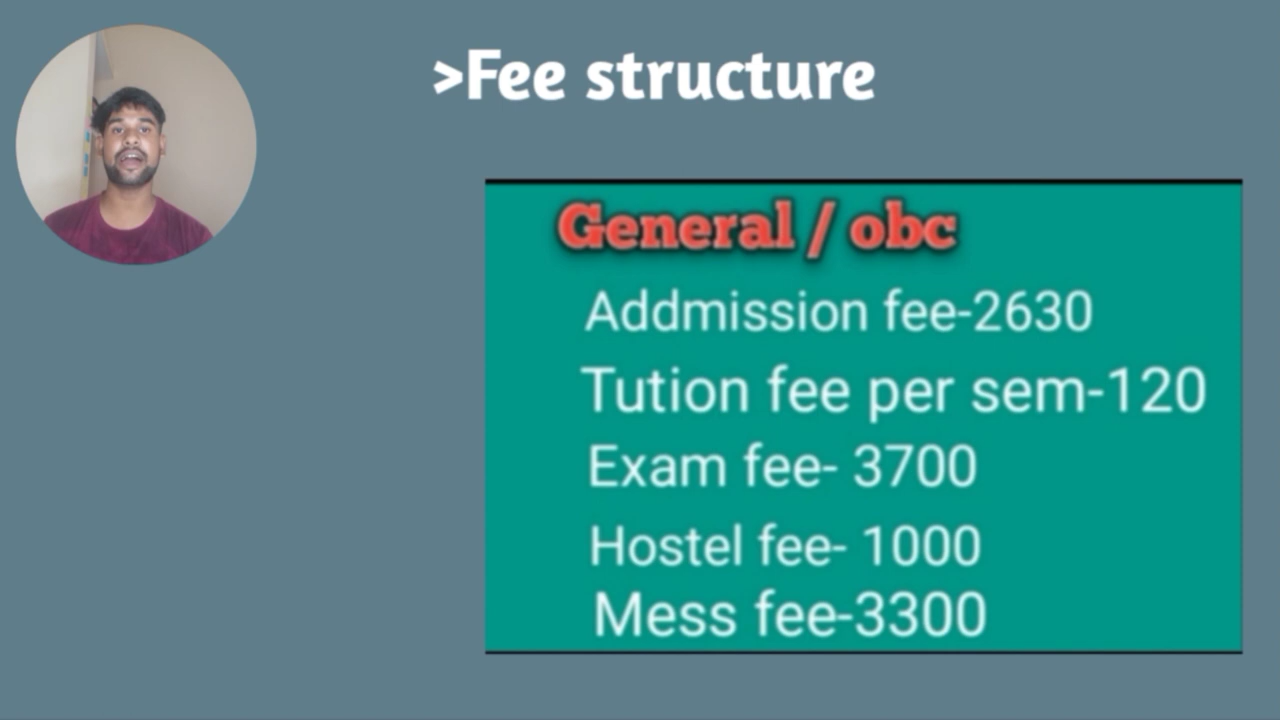 >Fee structure
General / obc
Addmission fee-2630
Tution fee per sem-120
Exam fee- 3700
Hostel fee- 1000
Mess fee-3300